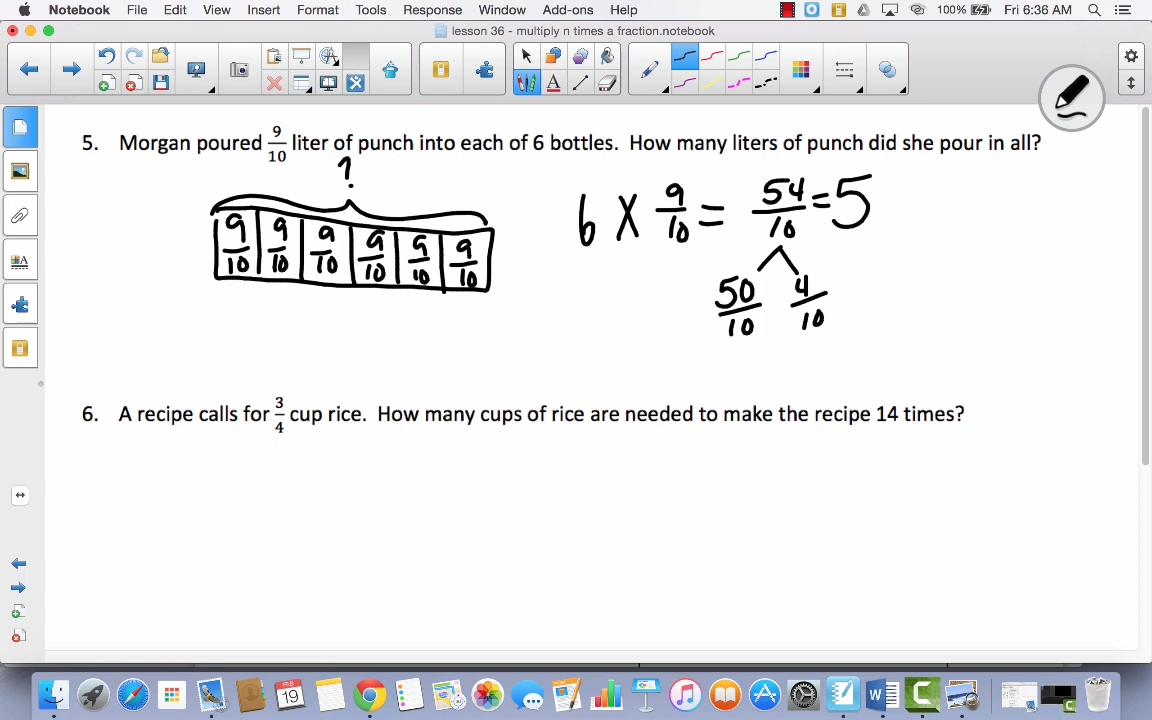 Notebook File Edit View Insert Format Tools Responses Window Add-ons Help 100% Fri 6:36 AM
lesson 36 - multiply n times a fraction.notebook
5. Morgan poured 9/10 liter of punch into each of 6 bottles. How many liters of punch did she pour in all?
?
9/10 9/10 9/10 9/10 9/10 9/10
6 X 9/10 = 54/10 = 5
50/10 4/10
6. A recipe calls for 3/4 cup rice. How many cups of rice are needed to make the recipe 14 times?
FEB
19